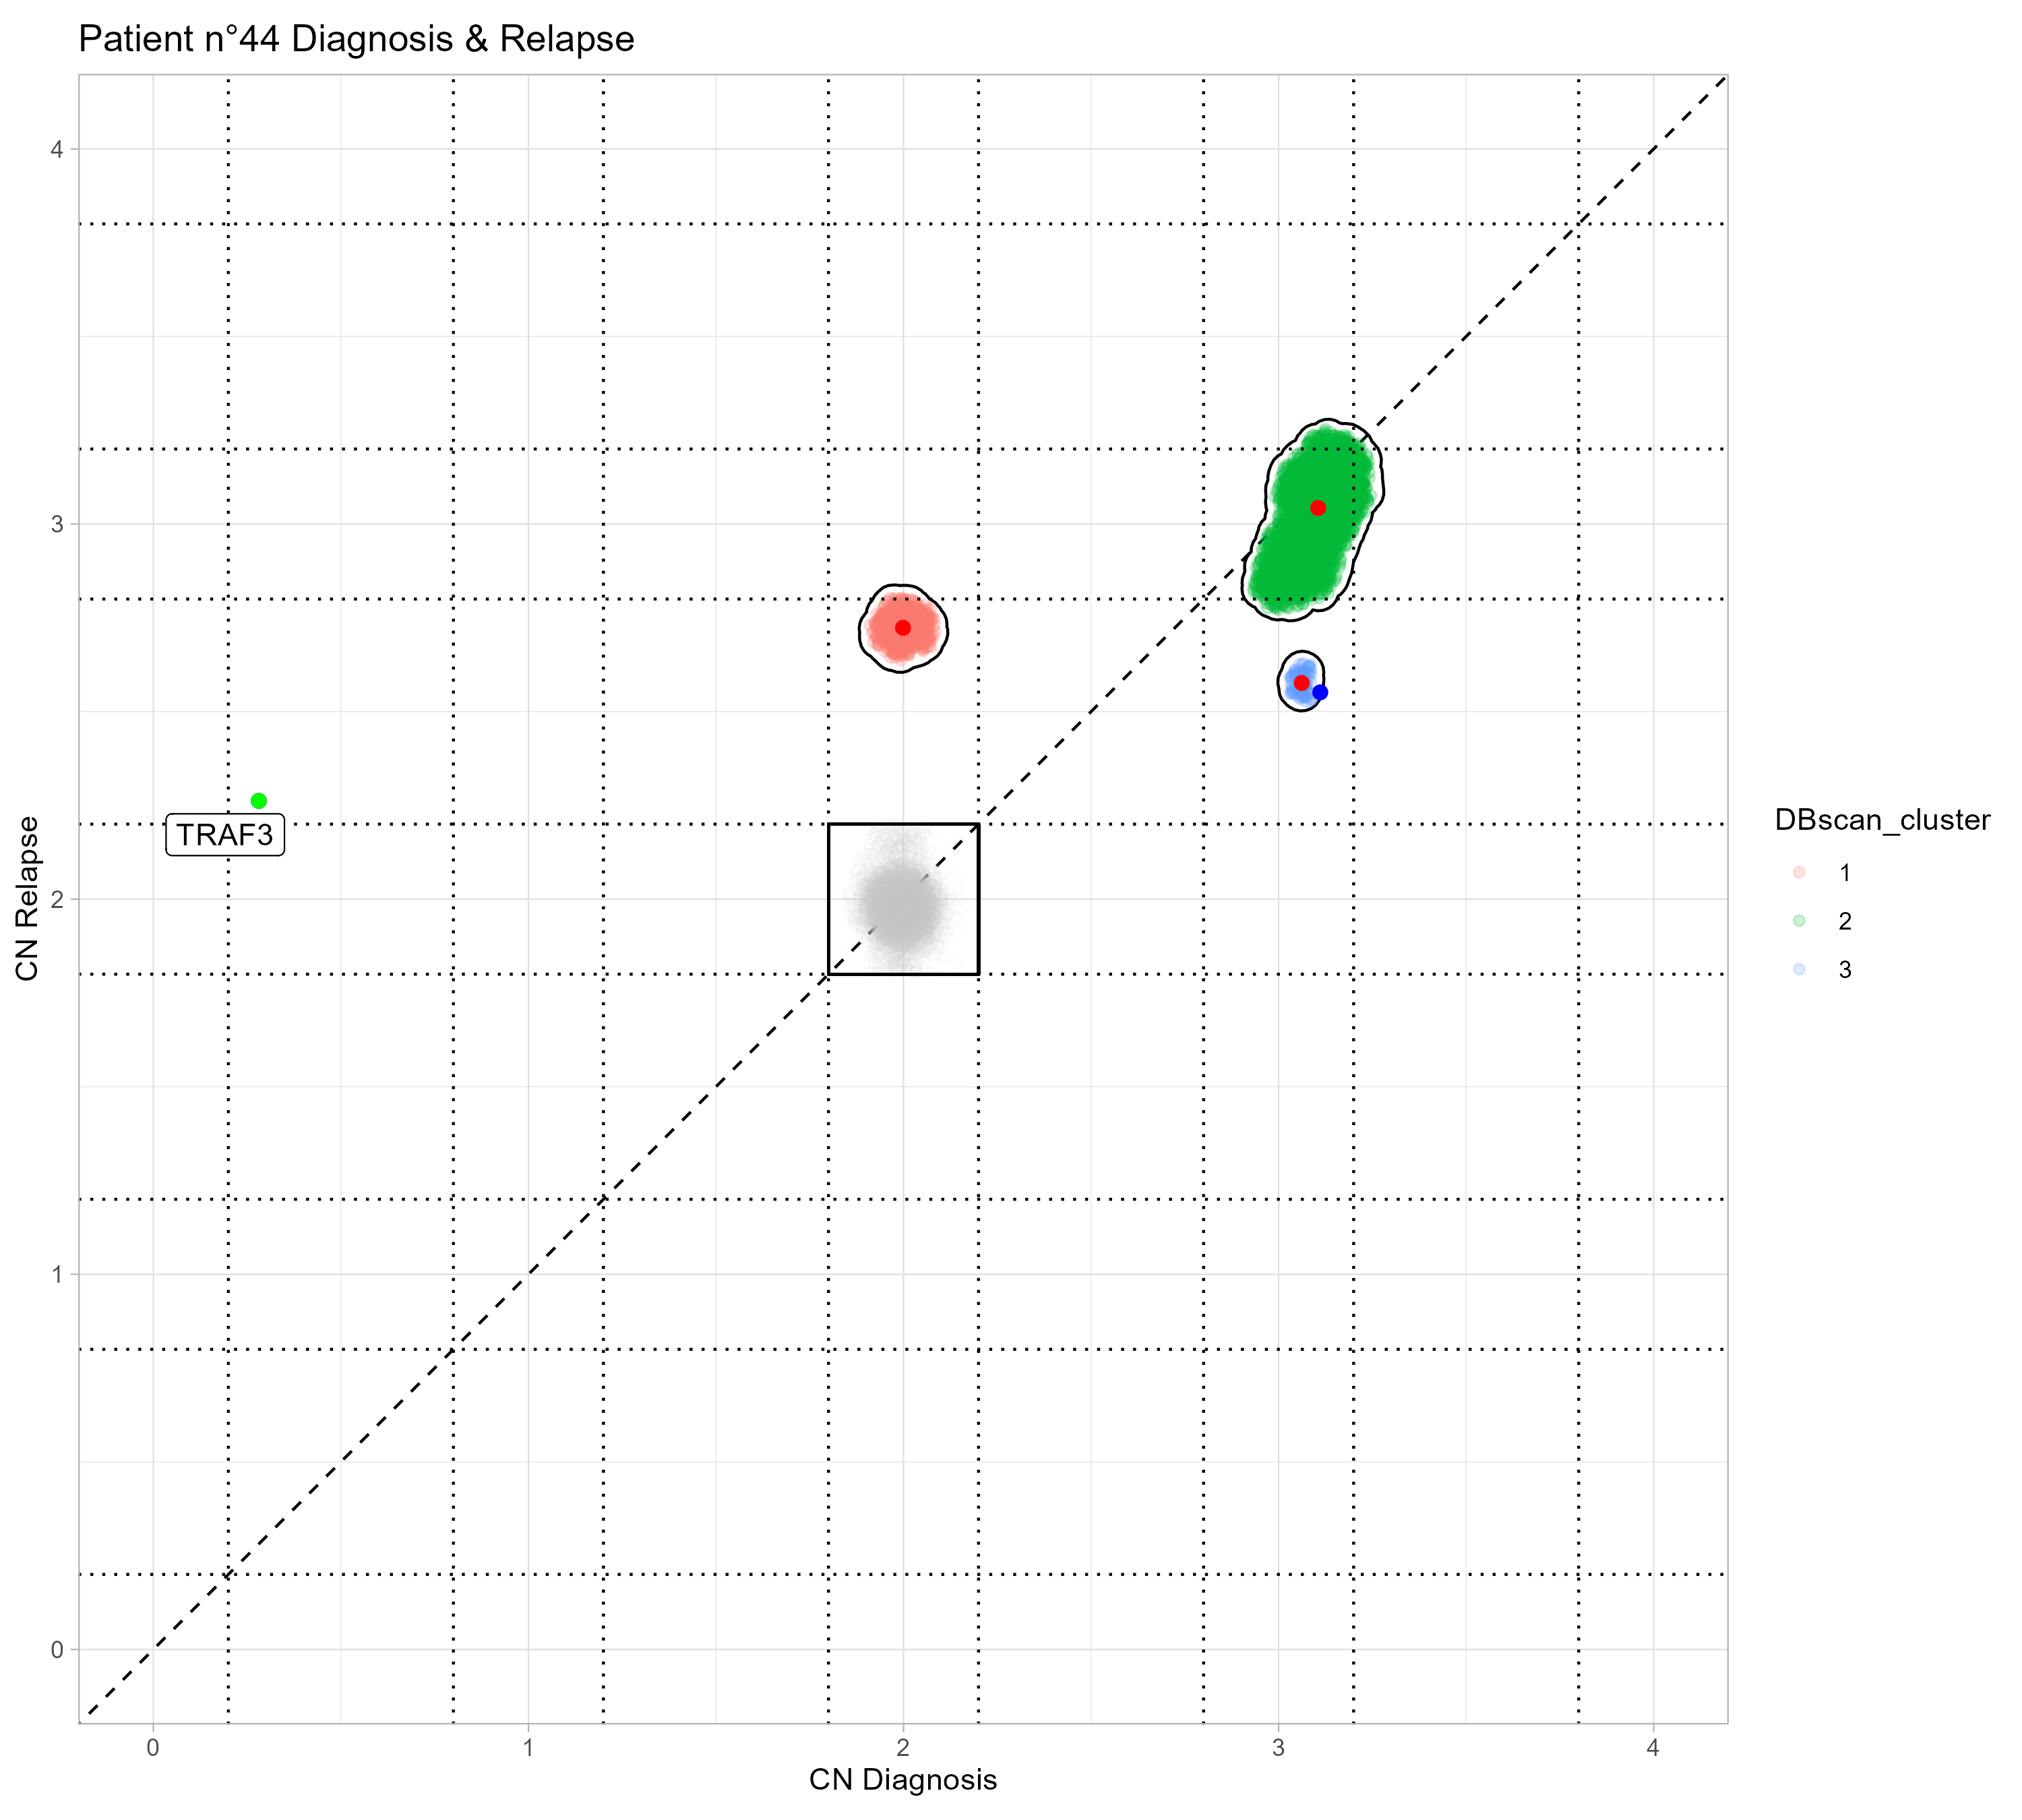 Patient n°44 Diagnosis & Relapse
4
3
2
1
0
CN Relapse
TRAF3
0 1 2 3 4
CN Diagnosis
DBscan_cluster
1
2
3